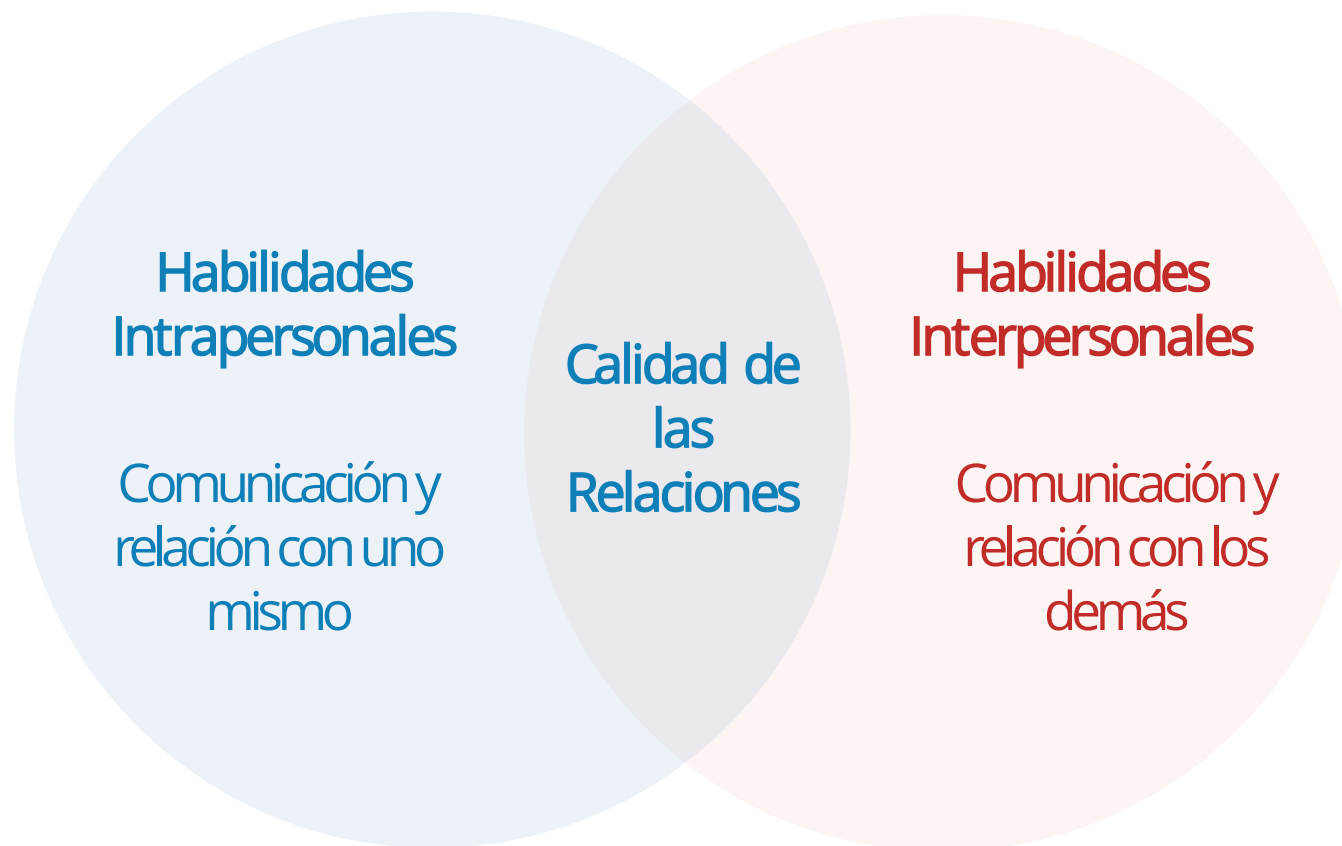 Habilidades
Intrapersonales
Comunicación y
relación con uno
mismo
Calidad de
las
Relaciones
Habilidades
Interpersonales
Comunicación y
relación con los
demás